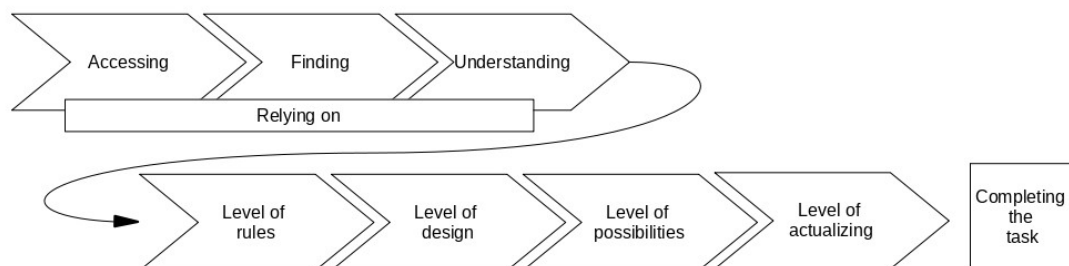 Accessing
Finding
Understanding
Relying on
Level of
rules
Level of
design
Level of
possibilities
Level of
actualizing
Completing
the
task